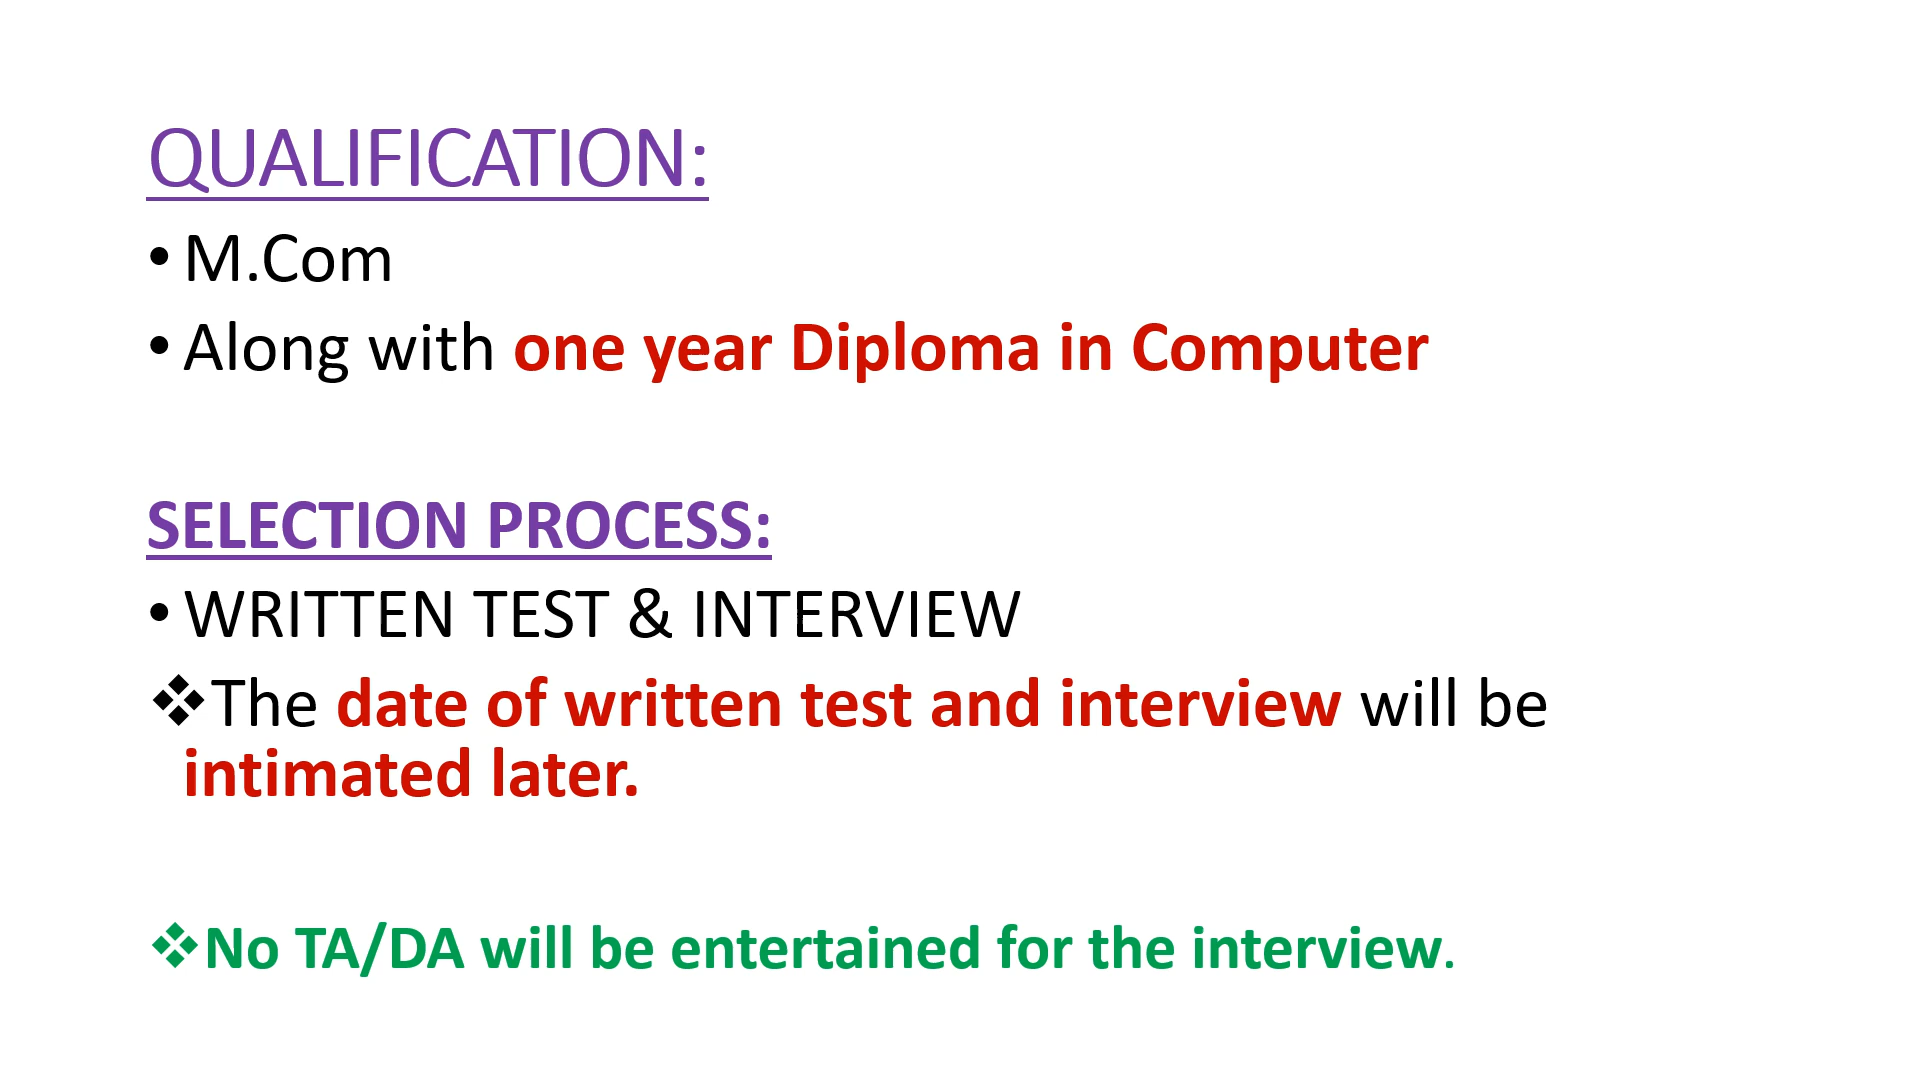 QUALIFICATION:
• M.Com
• Along with one year Diploma in Computer
SELECTION PROCESS:
• WRITTEN TEST & INTERVIEW
❖The date of written test and interview will be
intimated later.
❖No TA/DA will be entertained for the interview.